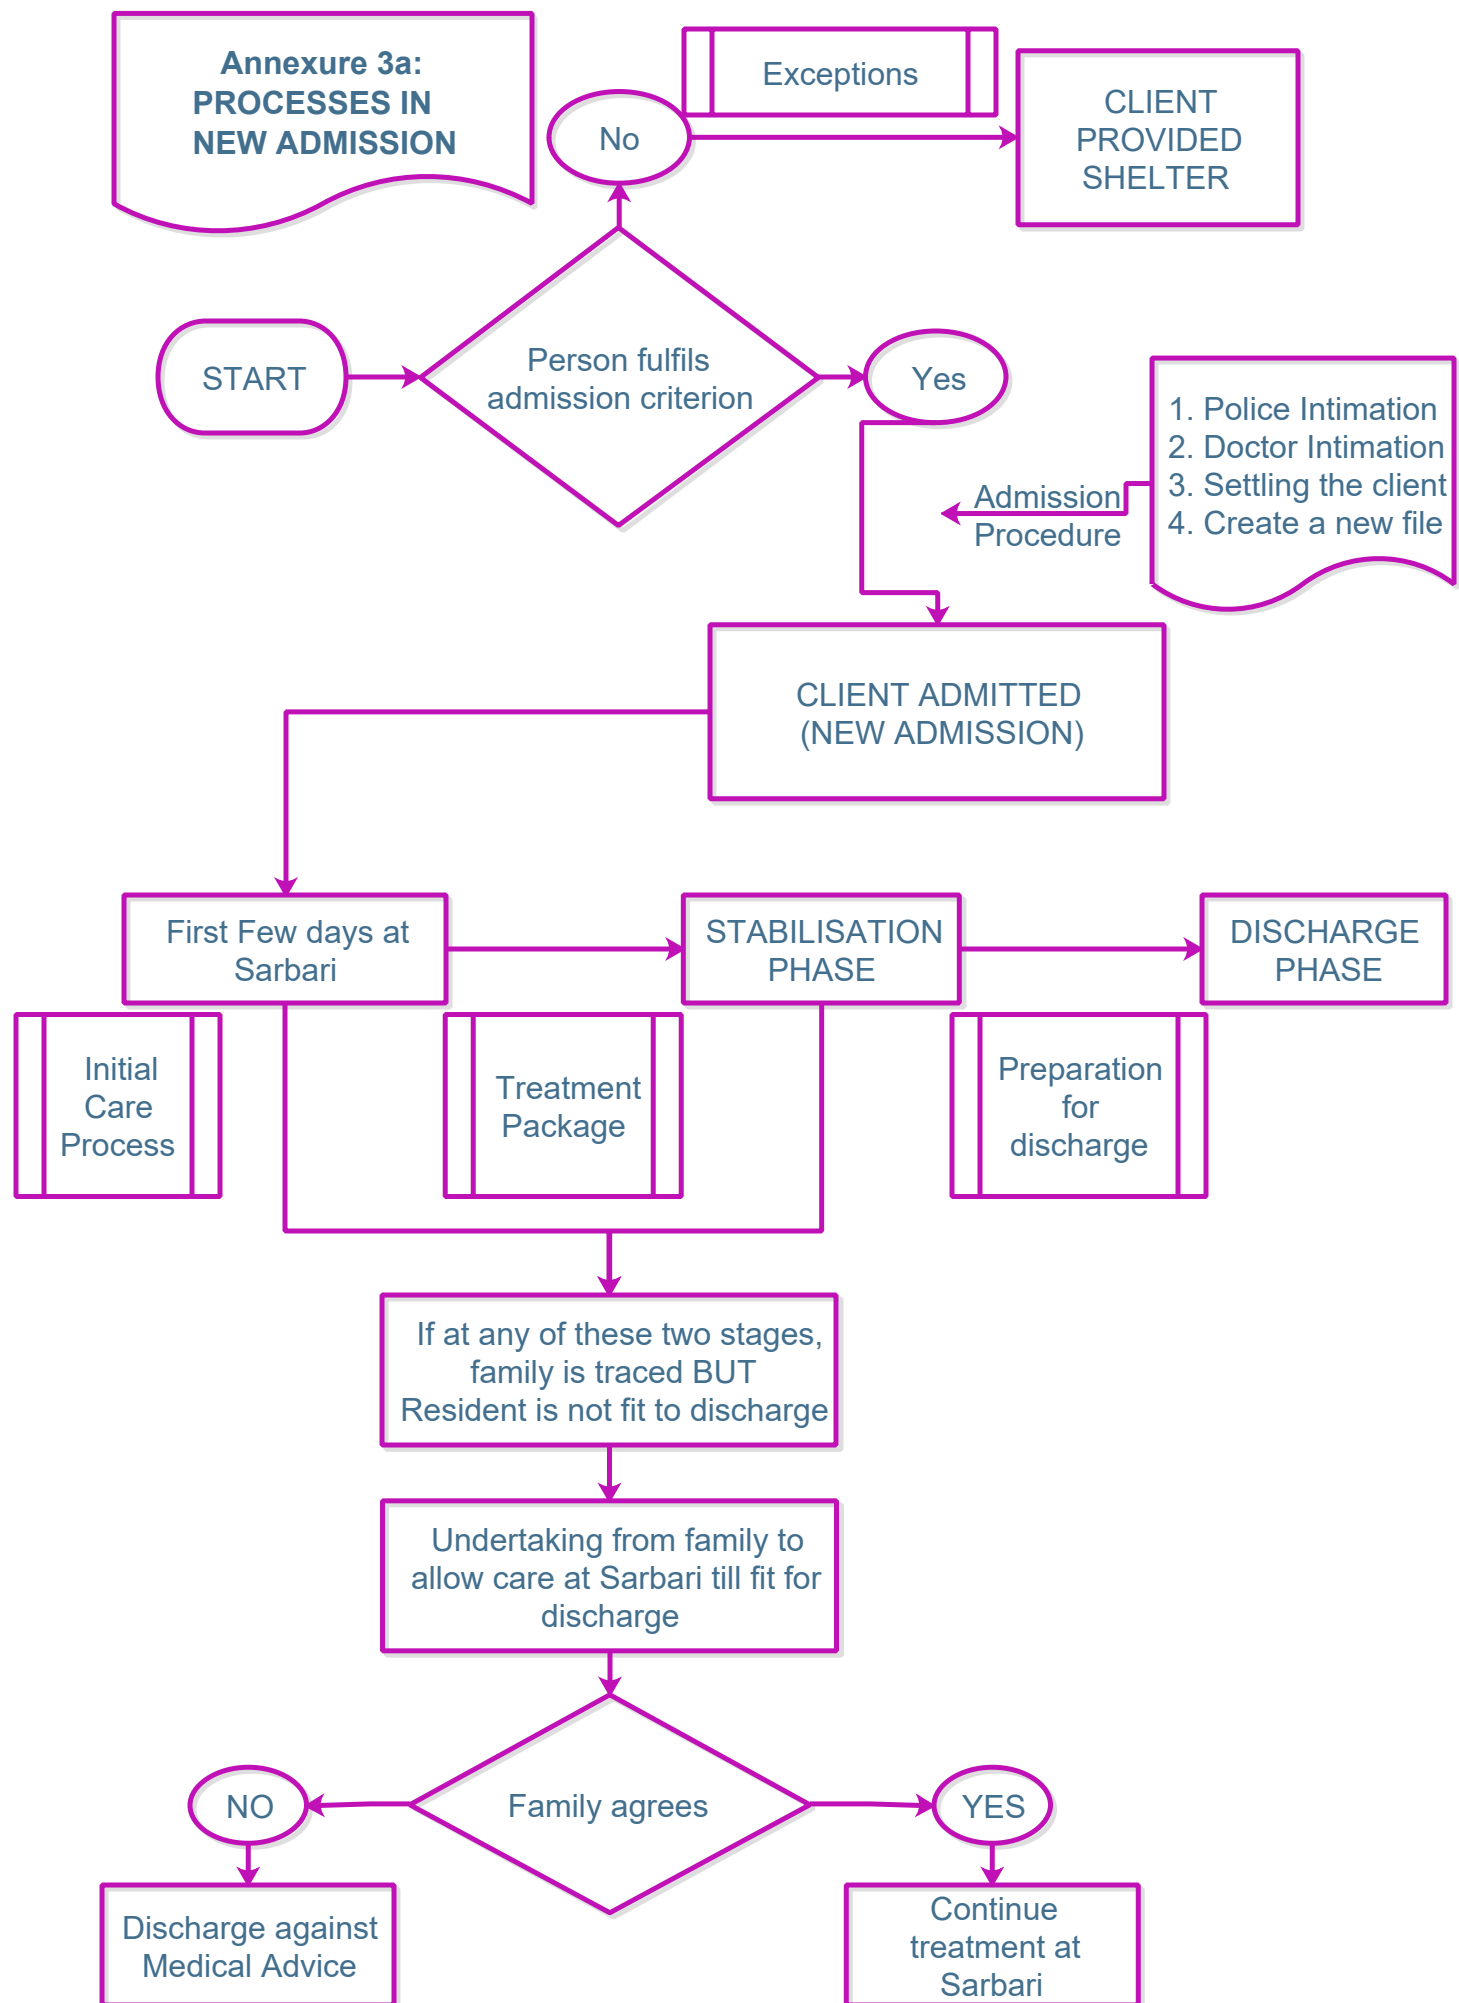 Annexure 3a:
PROCESSES IN
NEW ADMISSION
Exceptions
No
CLIENT
PROVIDED
SHELTER
START
Person fulfils
admission criterion
Yes
1. Police Intimation
2. Doctor Intimation
3. Settling the client
4. Create a new file
Admission
Procedure
CLIENT ADMITTED
(NEW ADMISSION)
First Few days at
Sarbari
STABILISATION
PHASE
DISCHARGE
PHASE
Initial
Care
Process
Treatment
Package
Preparation
for
discharge
If at any of these two stages,
family is traced BUT
Resident is not fit to discharge
Undertaking from family to
allow care at Sarbari till fit for
discharge
Family agrees
NO
YES
Discharge against
Medical Advice
Continue
treatment at
Sarbari